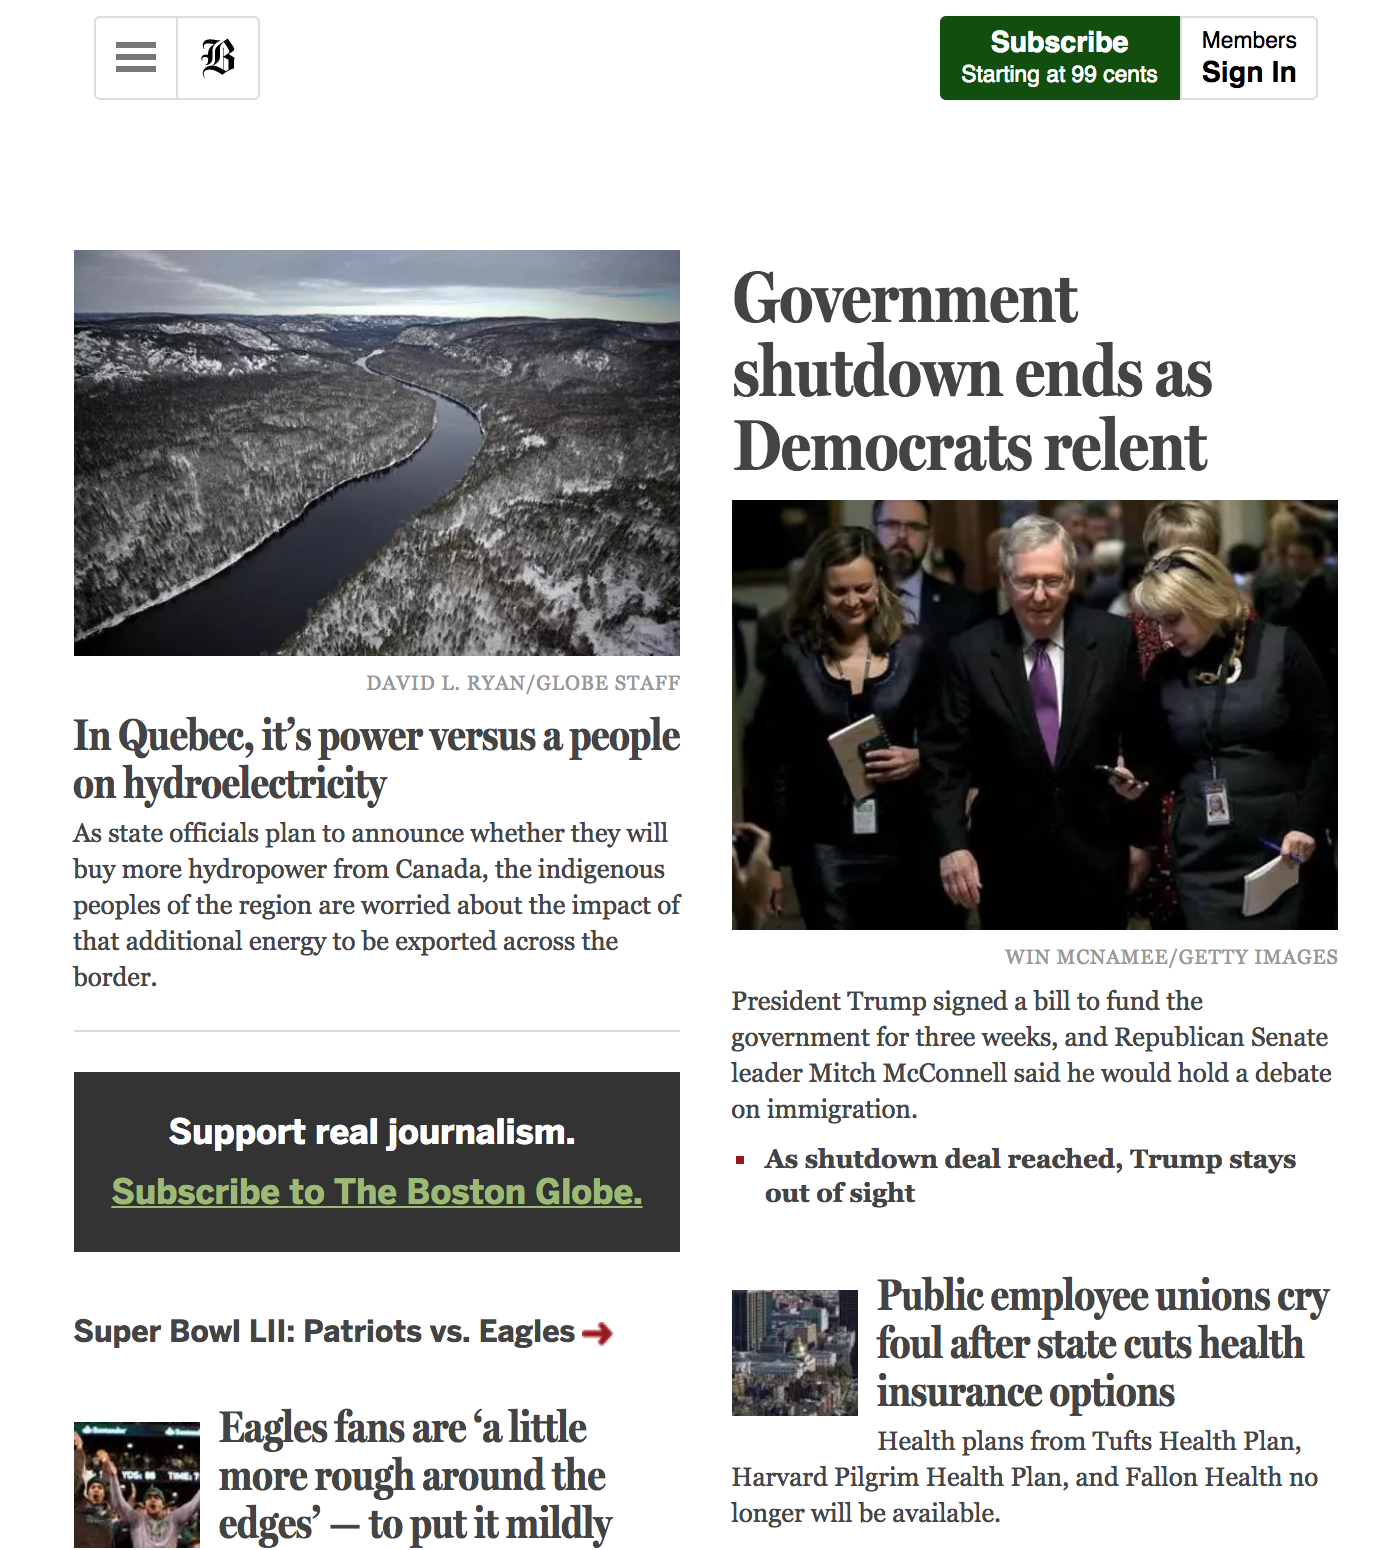 B
Subscribe
Starting at 99 cents
Members
Sign In
DAVID L. RYAN/GLOBE STAFF
In Quebec, it’s power versus a people
on hydroelectricity
As state officials plan to announce whether they will
buy more hydropower from Canada, the indigenous
peoples of the region are worried about the impact of
that additional energy to be exported across the
border.
Support real journalism.
Subscribe to The Boston Globe.
Super Bowl LII: Patriots vs. Eagles
Eagles fans are ‘a little
more rough around the
edges’ — to put it mildly
Government
shutdown ends as
Democrats relent
WIN MCNAMEE/GETTY IMAGES
President Trump signed a bill to fund the
government for three weeks, and Republican Senate
leader Mitch McConnell said he would hold a debate
on immigration.
As shutdown deal reached, Trump stays
out of sight
Public employee unions cry
foul after state cuts health
insurance options
Health plans from Tufts Health Plan,
Harvard Pilgrim Health Plan, and Fallon Health no
longer will be available.